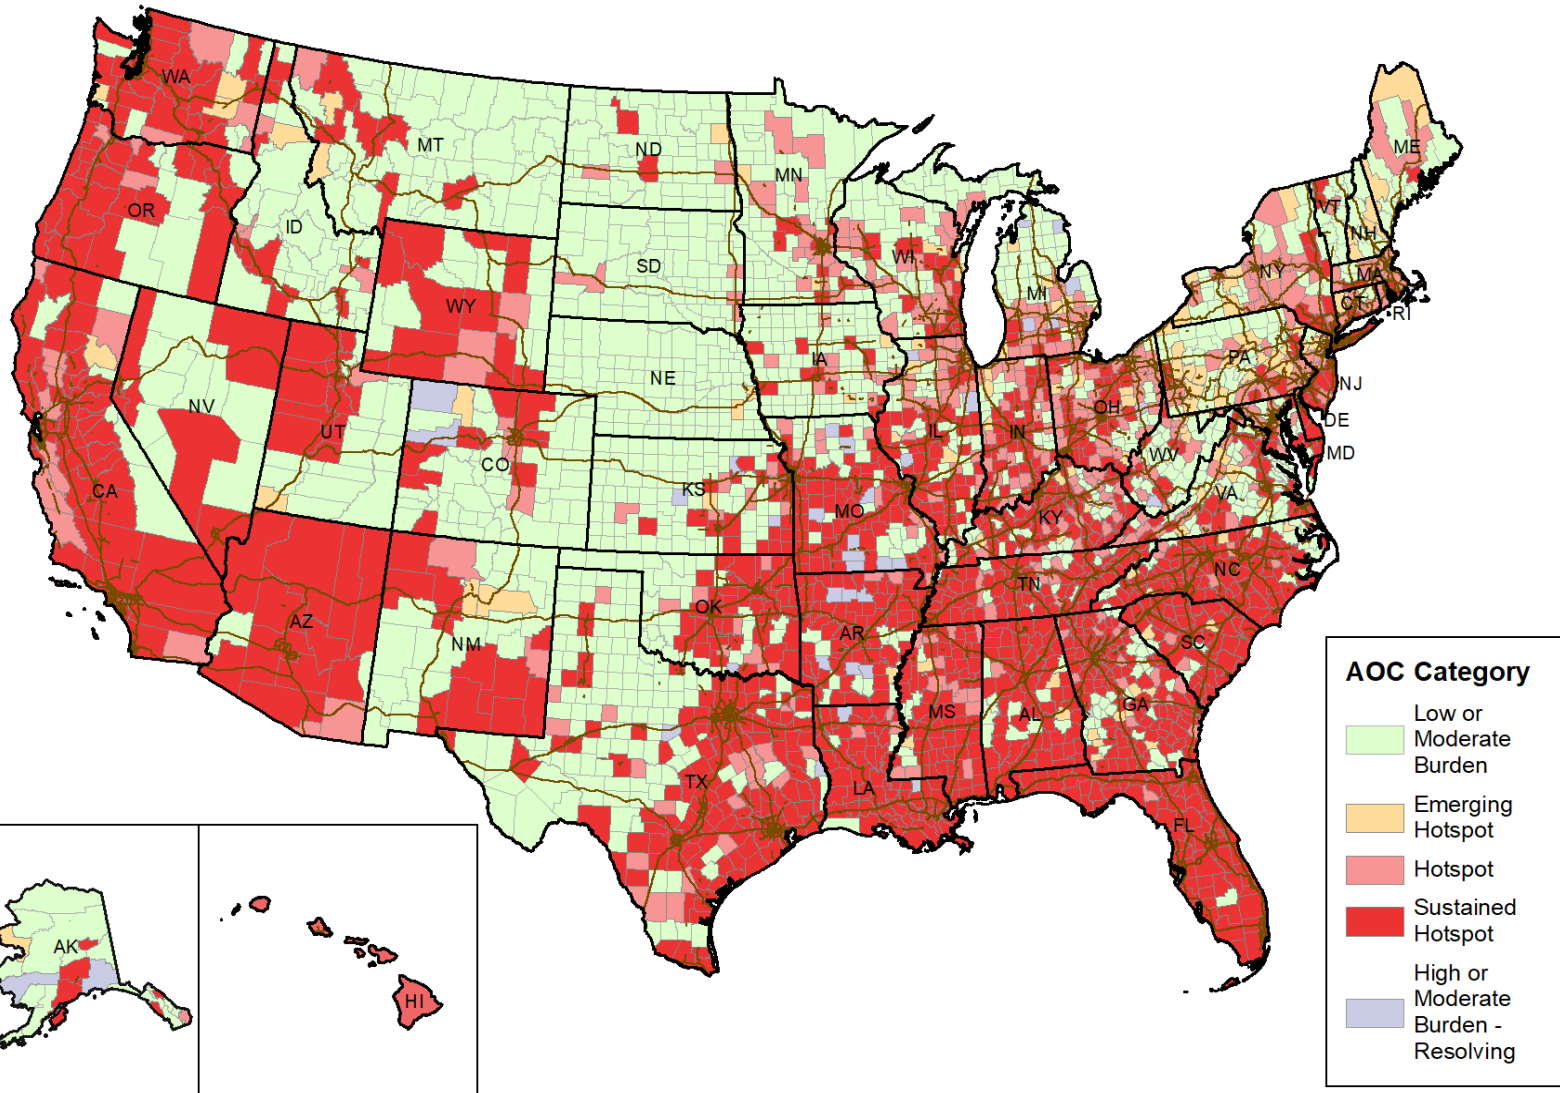 WA
MT
ND
MN
ME
OR
ID
VT
NH
WI
NY
MA
SD
MI
CT
RI
WY
IA
PA
NE
NJ
NV
OH
UT
IL
IN
DE
CO
WV
MD
CA
KS
MO
VA
KY
NC
TN
AZ
OK
NM
AR
SC
MS
AL
GA
TX
LA
FL
AK
HI
AOC Category
Low or
Moderate
Burden
Emerging
Hotspot
Hotspot
Sustained
Hotspot
High or
Moderate
Burden -
Resolving